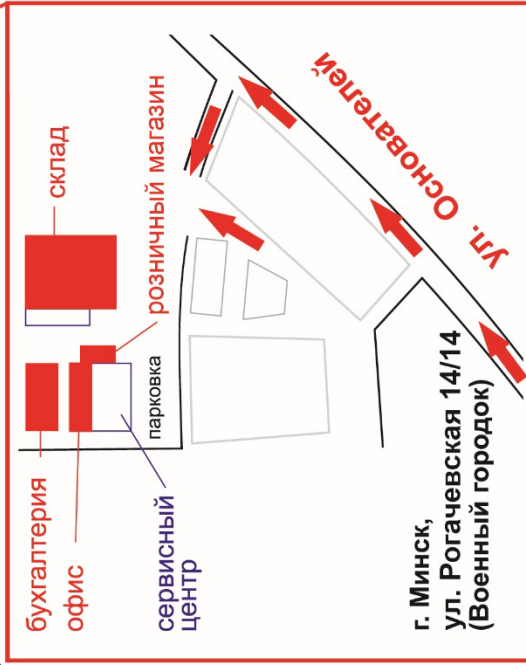 бухгалтерия
офис
склад
розничный магазин
парковка
сервисный
центр
ул. Основателей
г. Минск,
ул. Рогачевская 14/14
(Военный городок)